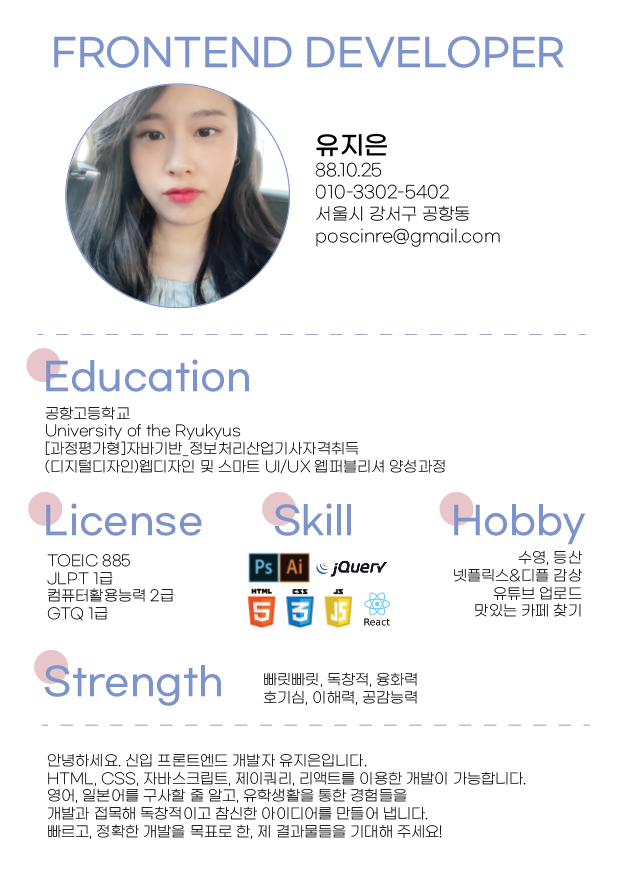 FRONTEND DEVELOPER
유지은
88.10.25
010-3302-5402
서울시 강서구 공항동
poscinre@gmail.com
Education
공항고등학교
University of the Ryukyus
[과정평가형]자바기반_정보처리산업기사자격취득
(디지털디자인)웹디자인 및 스마트 UI/UX 웹퍼블리셔 양성과정
License
TOEIC 885
JLPT 1급
컴퓨터활용능력 2급
GTQ 1급
Skill
Ps Ai jQuery
HTML 5 CSS 3 JS
React
Hobby
수영, 등산
넷플릭스&디플 감상
유튜브 업로드
맛있는 카페 찾기
Strength
빠릿빠릿, 독창적, 융화력
호기심, 이해력, 공감능력
안녕하세요. 신입 프론트엔드 개발자 유지은입니다.
HTML, CSS, 자바스크립트, 제이쿼리, 리액트를 이용한 개발이 가능합니다.
영어, 일본어를 구사할 줄 알고, 유학생활을 통한 경험들을
개발과 접목해 독창적이고 참신한 아이디어를 만들어 냅니다.
빠르고, 정확한 개발을 목표로 한, 제 결과물들을 기대해 주세요!